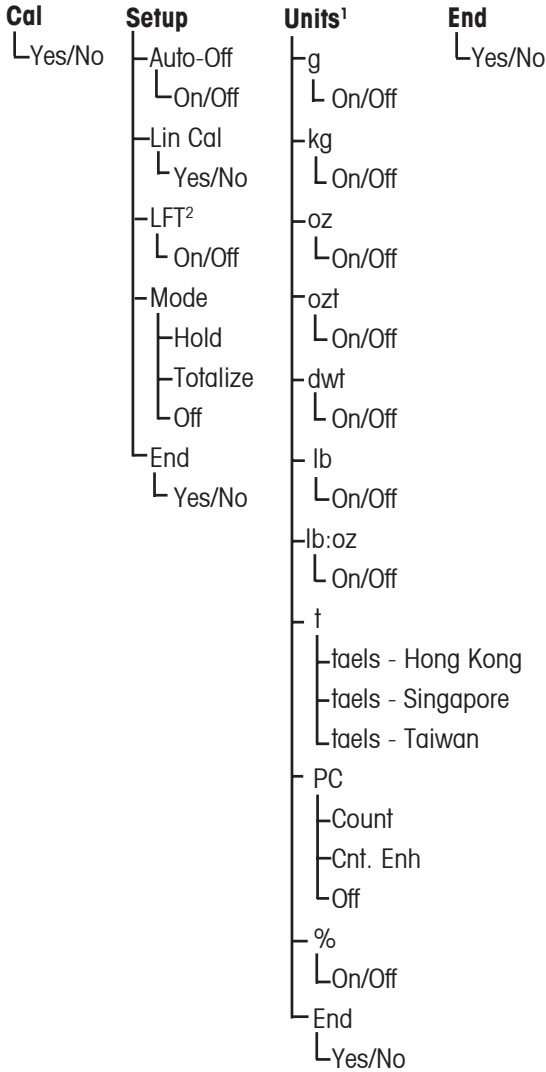 Cal
Yes/No
Setup
Auto-Off
On/Off
Lin Cal
Yes/No
LFT²
On/Off
Mode
Hold
Totalize
Off
End
Yes/No
Units¹
g
On/Off
kg
On/Off
oz
On/Off
ozt
On/Off
dwt
On/Off
lb
On/Off
lb:oz
On/Off
t
taels - Hong Kong
taels - Singapore
taels - Taiwan
PC
Count
Cnt. Enh
Off
%
On/Off
End
Yes/No
End
Yes/No